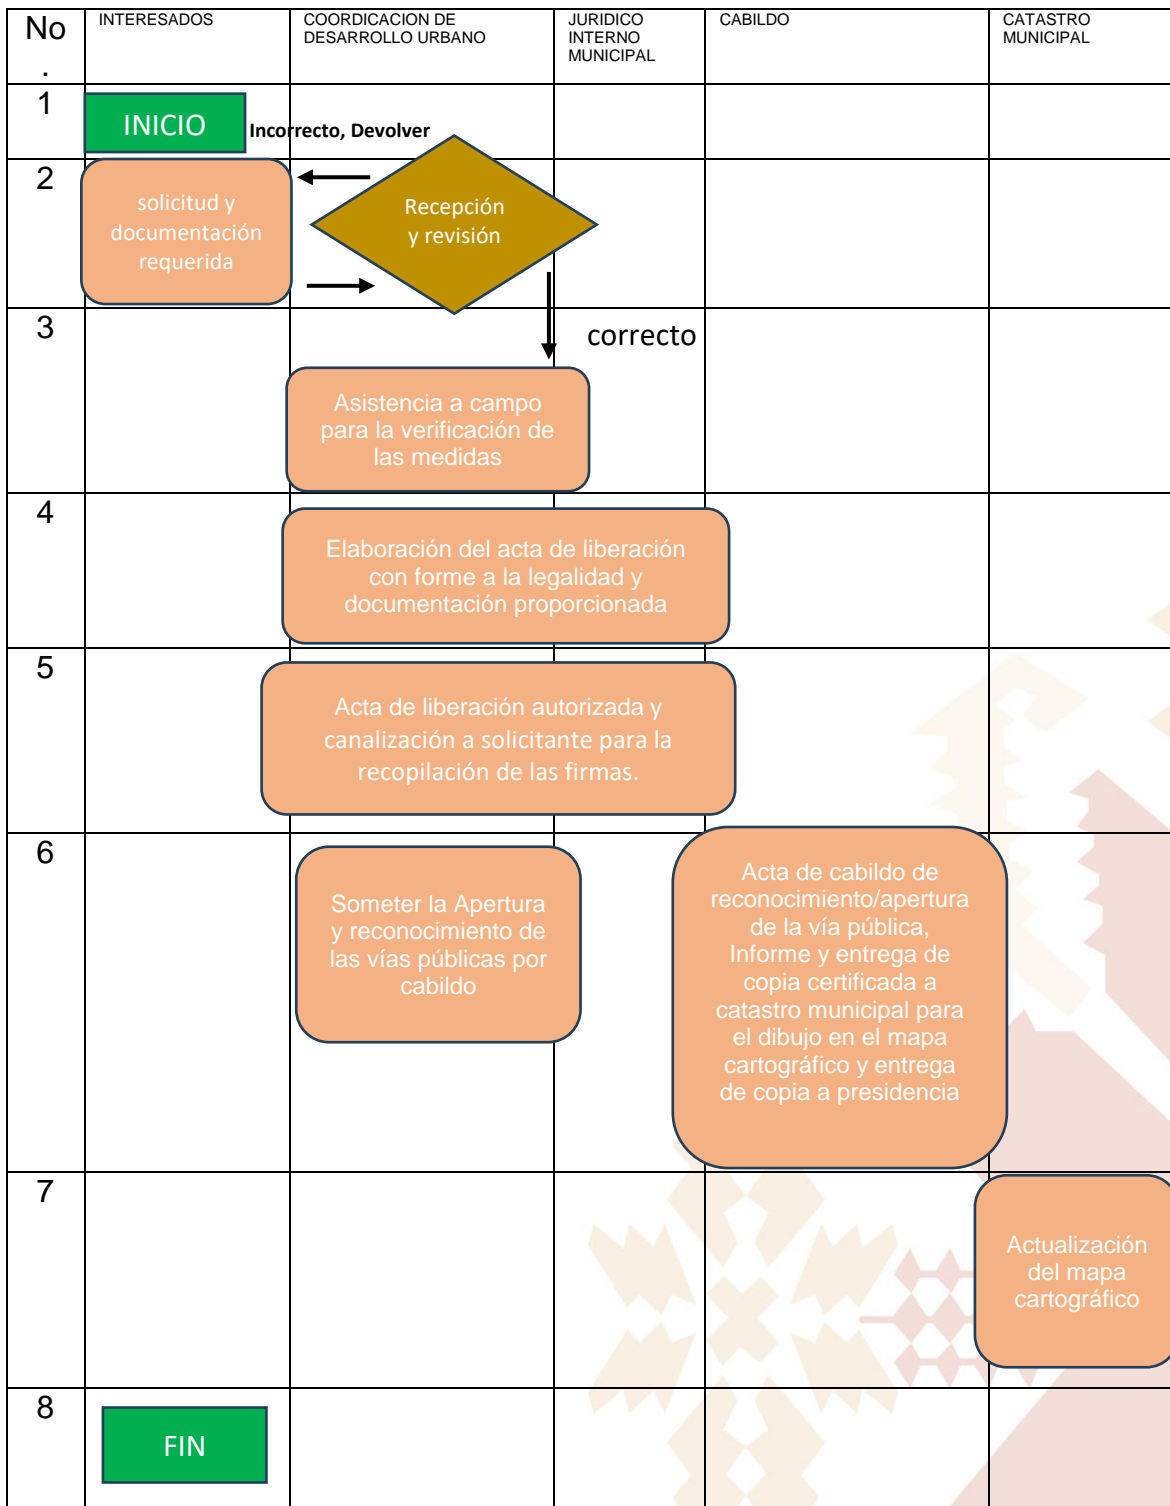 No
.
INTERESADOS
COORDICACION DE
DESARROLLO URBANO
JURIDICO
INTERNO
MUNICIPAL
CABILDO
CATASTRO
MUNICIPAL
1
INICIO
Incorrecto, Devolver
2
solicitud y
documentación
requerida
Recepción
y revisión
3
correcto
Asistencia a campo
para la verificación de
las medidas
4
Elaboración del acta de liberación
con forme a la legalidad y
documentación proporcionada
5
Acta de liberación autorizada y
canalización a solicitante para la
recopilación de las firmas.
6
Someter la Apertura
y reconocimiento de
las vías públicas por
cabildo
Acta de cabildo de
reconocimiento/apertura
de la vía pública,
Informe y entrega de
copia certificada a
catastro municipal para
el dibujo en el mapa
cartográfico y entrega
de copia a presidencia
7
Actualización
del mapa
cartográfico
8
FIN